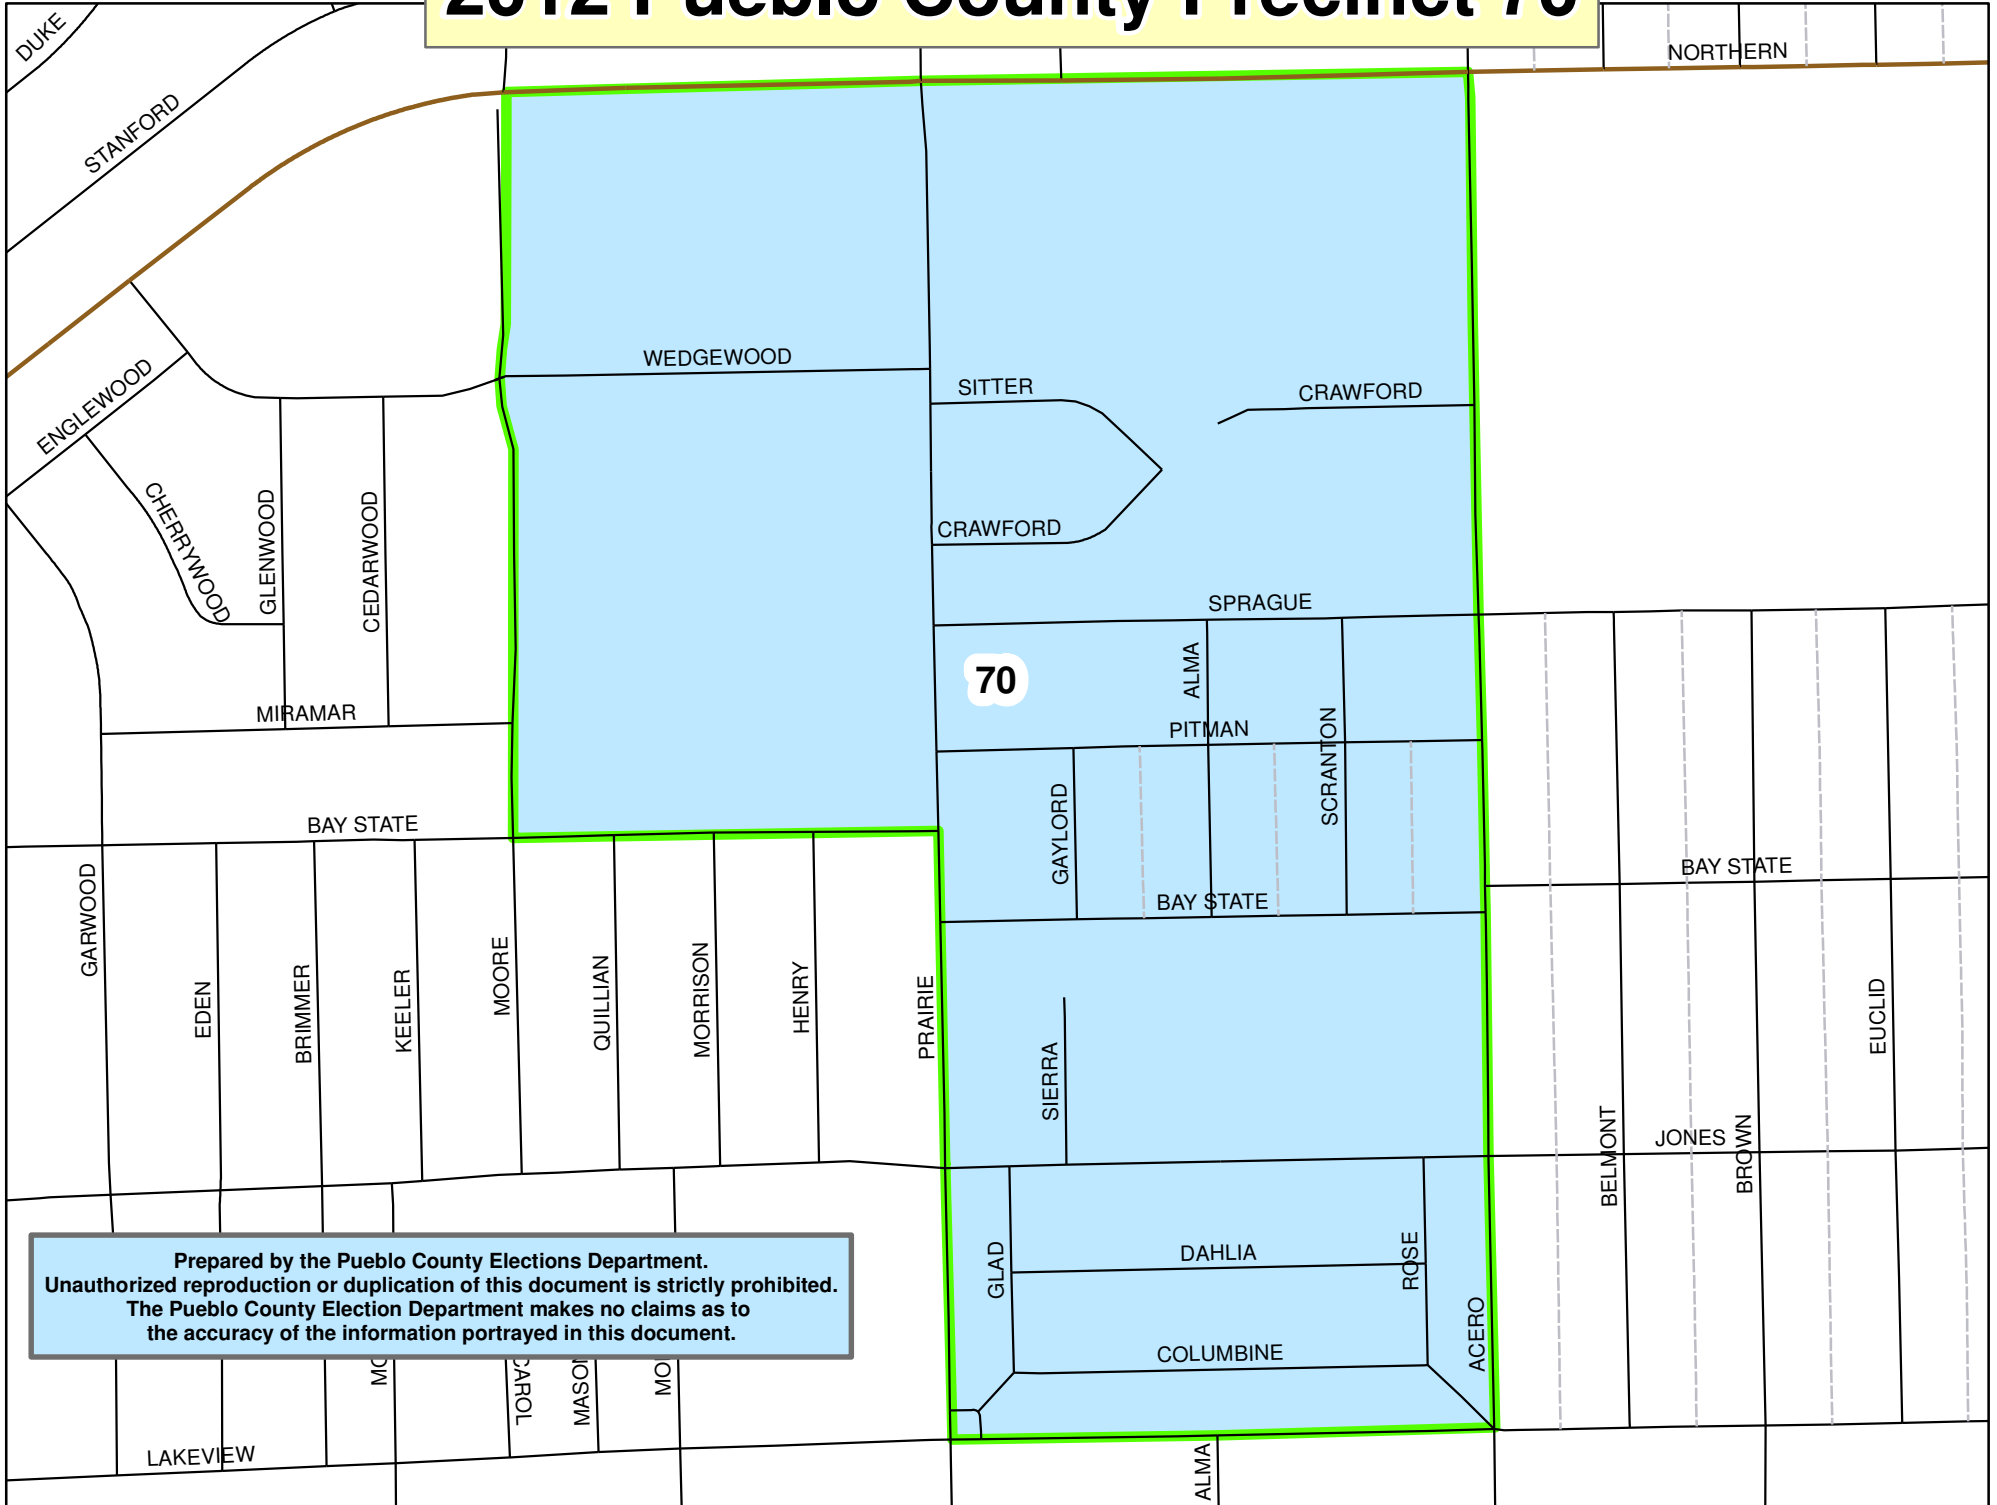 2012 Pueblo County Precinct 70
DUKE
NORTHERN
STANFORD
WEDGEWOOD
ENGLEWOOD
SITTER
CRAWFORD
CHERRYWOOD
GLENWOOD
CEDARWOOD
CRAWFORD
SPRAGUE
70
ALMA
MIRAMAR
PITMAN
SCRANTON
GAYLORD
BAY STATE
BAY STATE
BAY STATE
GARWOOD
EDEN
BRIMMER
KEELER
MOORE
QUILLIAN
MORRISON
HENRY
PRAIRIE
SIERRA
EUCLID
BELMONT
JONES
BROWN
GLAD
DAHLIA
ROSE
ACERO
COLUMBINE
Prepared by the Pueblo County Elections Department.
Unauthorized reproduction or duplication of this document is strictly prohibited.
The Pueblo County Election Department makes no claims as to
the accuracy of the information portrayed in this document.
CAROL
MASON
LAKEVIEW
ALMA